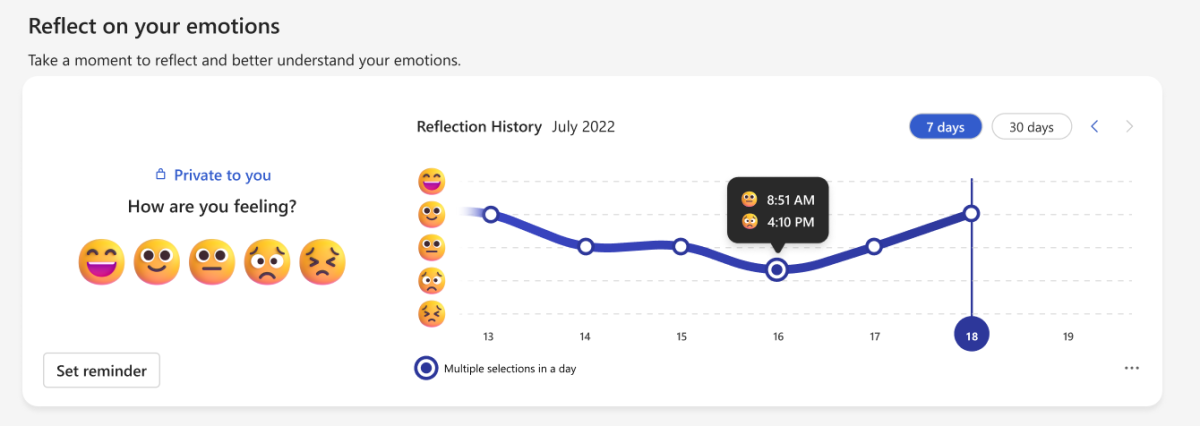 Reflect on your emotions
Take a moment to reflect and better understand your emotions.
Reflection History July 2022
7 days
30 days
Private to you
How are you feeling?
8:51 AM
4:10 PM
13 14 15 16 17 18 19
Multiple selections in a day
Set reminder